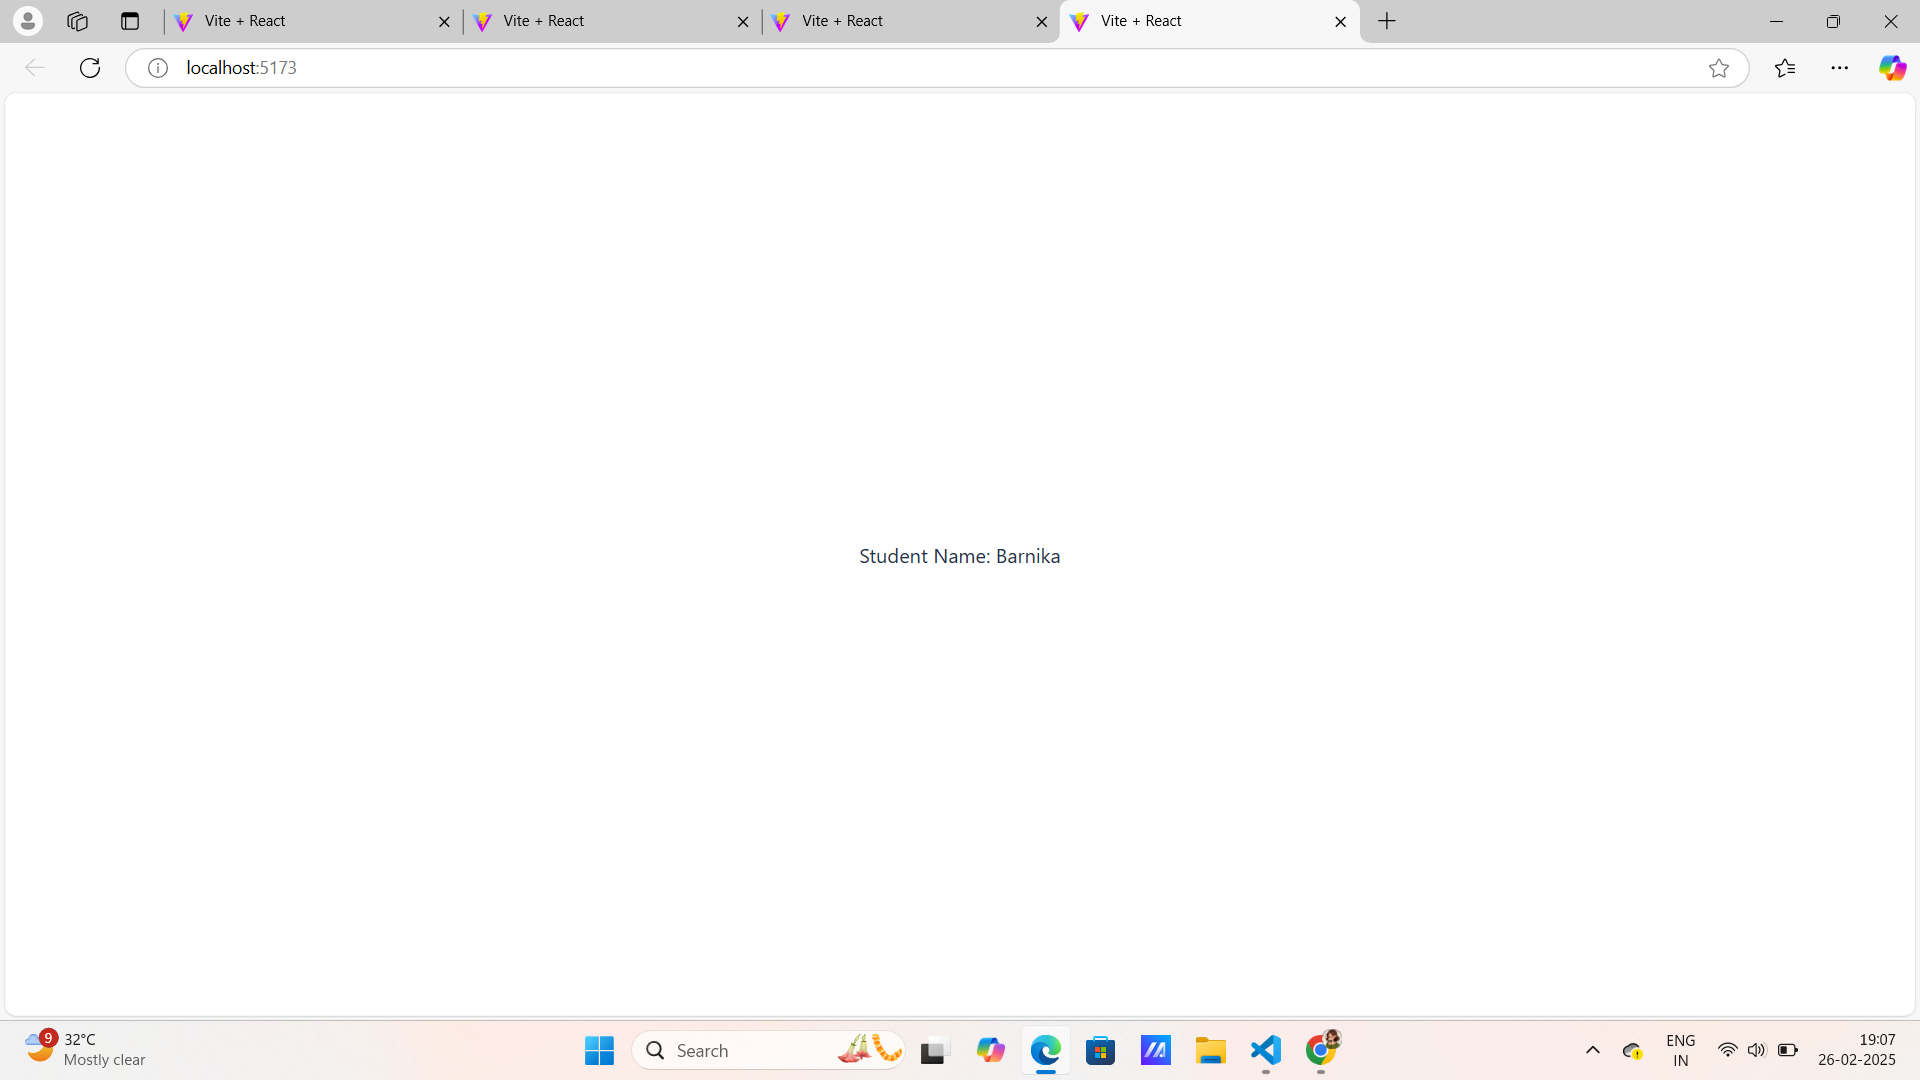 Vite + React
Vite + React
Vite + React
Vite + React
localhost:5173
Student Name: Barnika
9
32°C
Mostly clear
Search
ENG
IN
19:07
26-02-2025